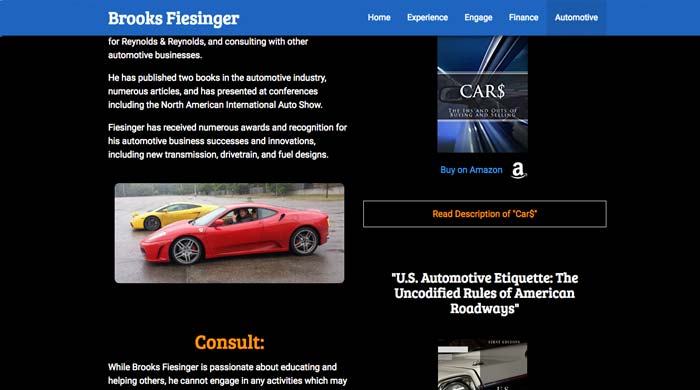 Brooks Fiesinger
Home Experience Engage Finance Automotive
for Reynolds & Reynolds, and consulting with other
automotive businesses.
He has published two books in the automotive industry,
numerous articles, and has presented at conferences
including the North American International Auto Show.
Fiesinger has received numerous awards and recognition for
his automotive business successes and innovations,
including new transmission, drivetrain, and fuel designs.
Consult:
While Brooks Fiesinger is passionate about educating and
helping others, he cannot engage in any activities which may
CAR$
The Ins and Outs of
Buying and Selling
Buy on Amazon
Read Description of "Car$"
"U.S. Automotive Etiquette: The
Uncodified Rules of American
Roadways"
FIRST EDITION
U.S.